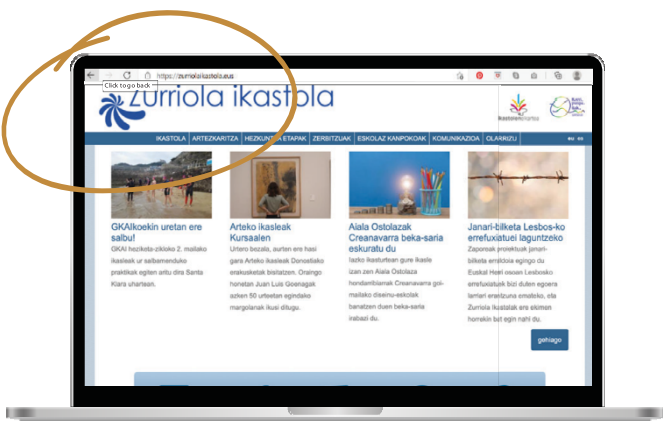 https://zurriolaikastola.eus
Click to go back
zurriola ikastola
ikastolen elkartea
IKASTOLA ARTEZKARITZA HEZKUNTZA ETAPAK ZERBITZUAK ESKOLAZ KANPOKOAK KOMUNIKAZIOA OLARRIZU eu es
GKAIkoekin uretan ere
salbu!
GKAI heziketa-zikloko 2. mailako
ikasleak ur salbamenduko
praktikak egiten aritu dira Santa
Klara uhartean.
Arteko ikasleak
Kursaalen
Urtero bezala, aurten ere hasi
gara Arteko ikasleak Donostiako
erakusketak bisitatzen. Oraingo
honetan Juan Luis Goenagak
azken 50 urteetan egindako
margolanak ikusi ditugu.
Aiala Ostolazak
Creanavarra beka-saria
eskuratu du
Iazko ikasturtean gure ikasle
izan zen Aiala Ostolaza
hondarribiarrak Creanavarra goi-
mailako diseinu-eskolak
banatzen duen beka-saria
irabazi du.
Janari-bilketa Lesbos-ko
errefuxiatuei laguntzeko
Zaporeak proiektuak janari-
bilketa erraldoia egingo du
Euskal Herri osoan Lesbosko
errefuxiatuek bizi duten egoera
larriari erantzuna emateko, eta
Zurriola Ikastolak ere ekimen
horrekin bat egin nahi du.
gehiago